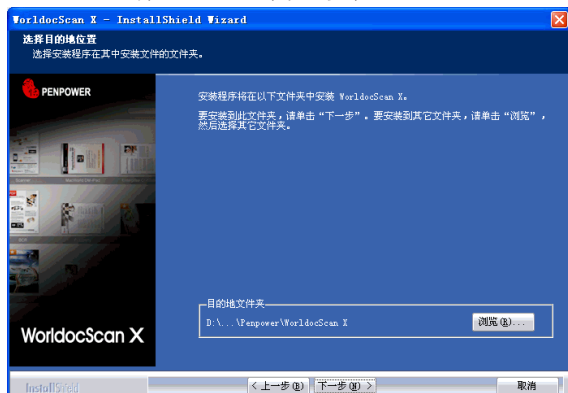 WorldocScan X - InstallShield Wizard
选择目的地位置
选择安装程序在其中安装文件的文件夹。
PENPOWER
安装程序将在以下文件夹中安装 WorldocScan X。
要安装到此文件夹，请单击“下一步”。要安装到其它文件夹，请单击“浏览”，
然后选择其它文件夹。
目的地文件夹
D:\...\Penpower\WorldocScan X
浏览(R)...
WorldocScan X
InstallShield
< 上一步(B)
下一步(N) >
取消